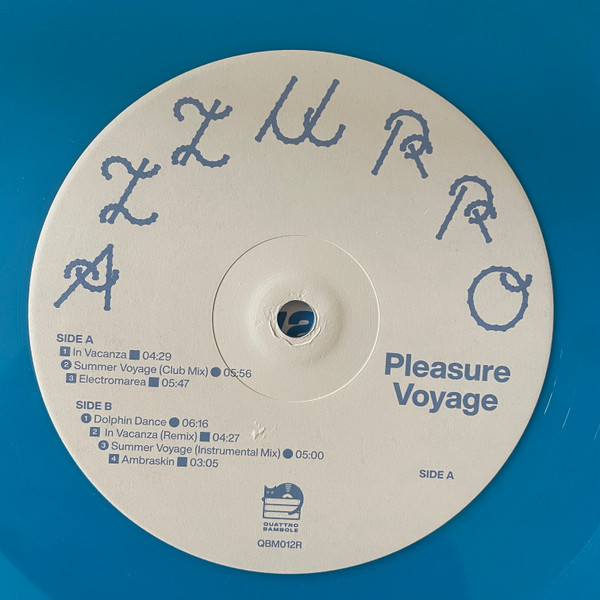 AZZURRO
Pleasure
Voyage
SIDE A
1 In Vacanza ■ 04:29
2 Summer Voyage (Club Mix) ● 05:56
3 Electromarea ■ 05:47
SIDE B
1 Dolphin Dance ● 06:16
2 In Vacanza (Remix) ■ 04:27
3 Summer Voyage (Instrumental Mix) ● 05:00
4 Ambraskin ■ 03:05
SIDE A
QUATTRO
BAMBOLE
QBM012R